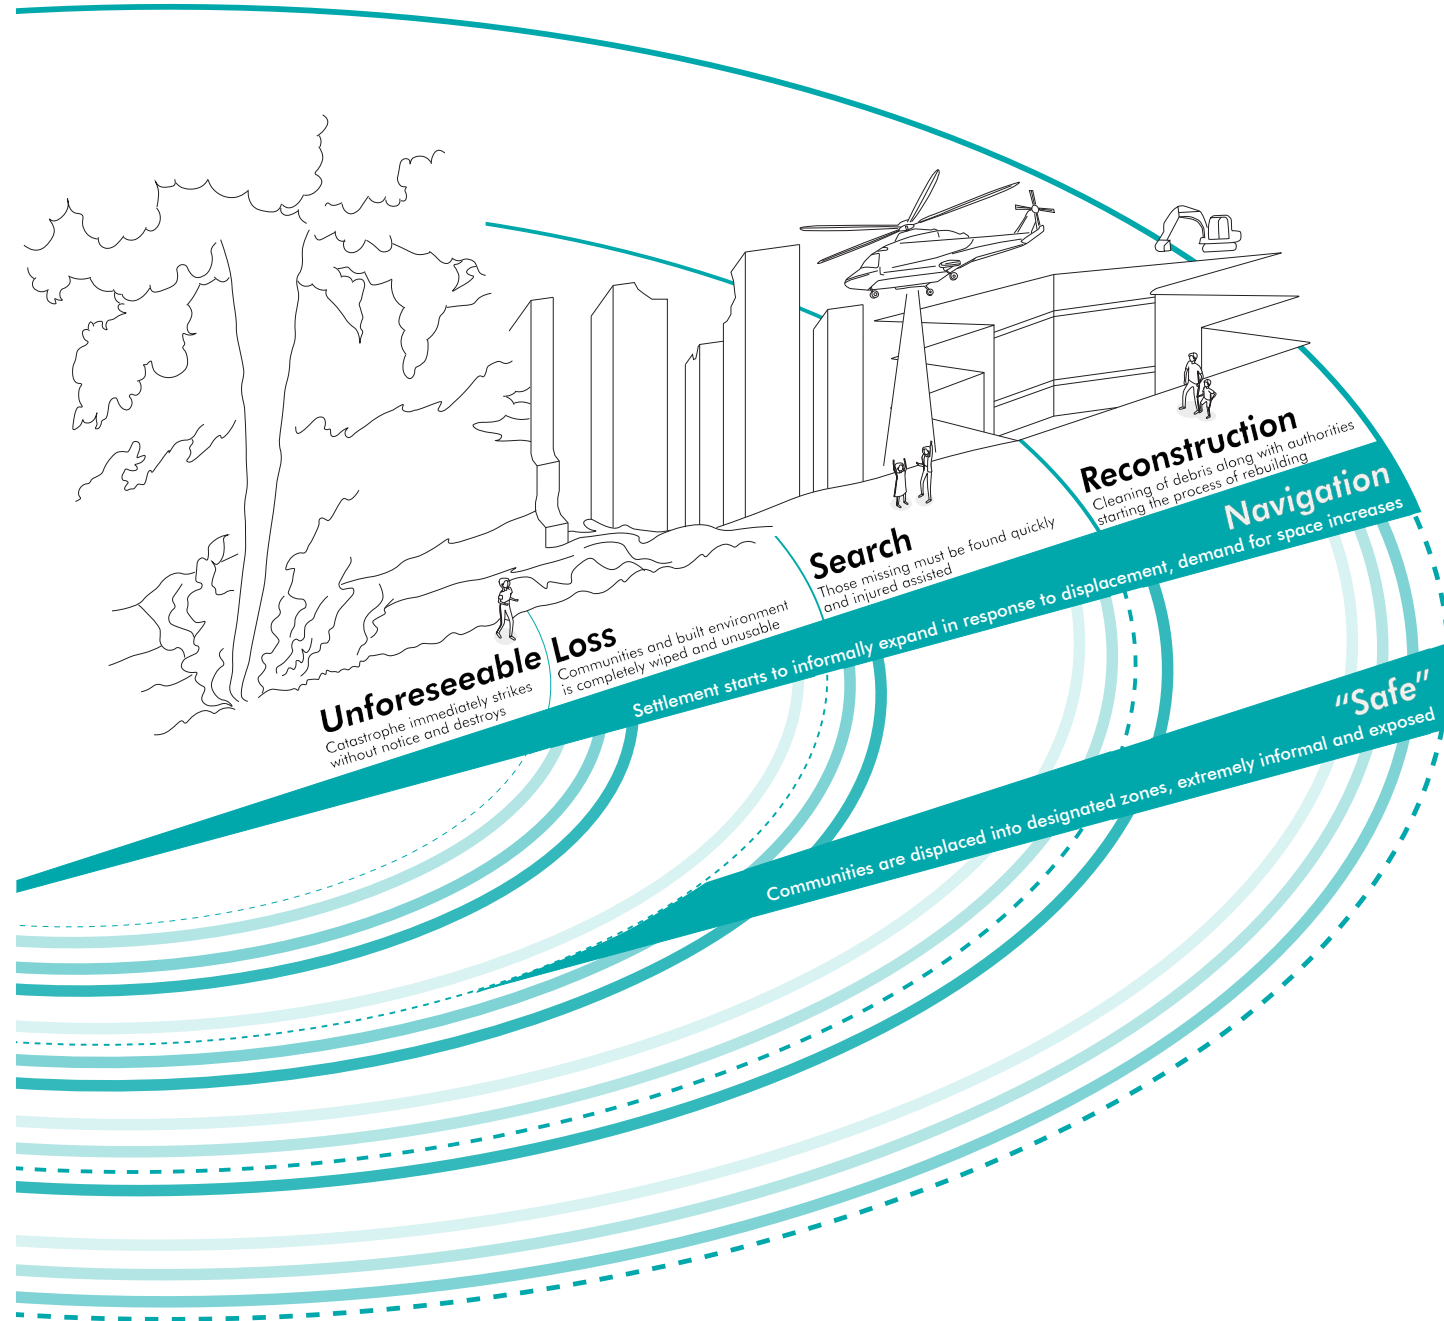 Unforeseeable
Catastrophe immediately strikes
without notice and destroys
Loss
Communities and built environment
is completely wiped and unusable
Search
Those missing must be found quickly
and injured assisted
Reconstruction
Cleaning of debris along with authorities
starting the process of rebuilding
Navigation
Settlement starts to informally expand in response to displacement, demand for space increases
“Safe”
Communities are displaced into designated zones, extremely informal and exposed